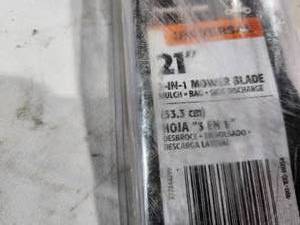 UNIVERSAL
21"
3-IN-1 MOWER BLADE
MULCH • BAG • SIDE DISCHARGE
(53.3 cm)
HOJA "3 EN 1"
DESBROCE • EMBOLSADO •
DESCARGA LATERAL